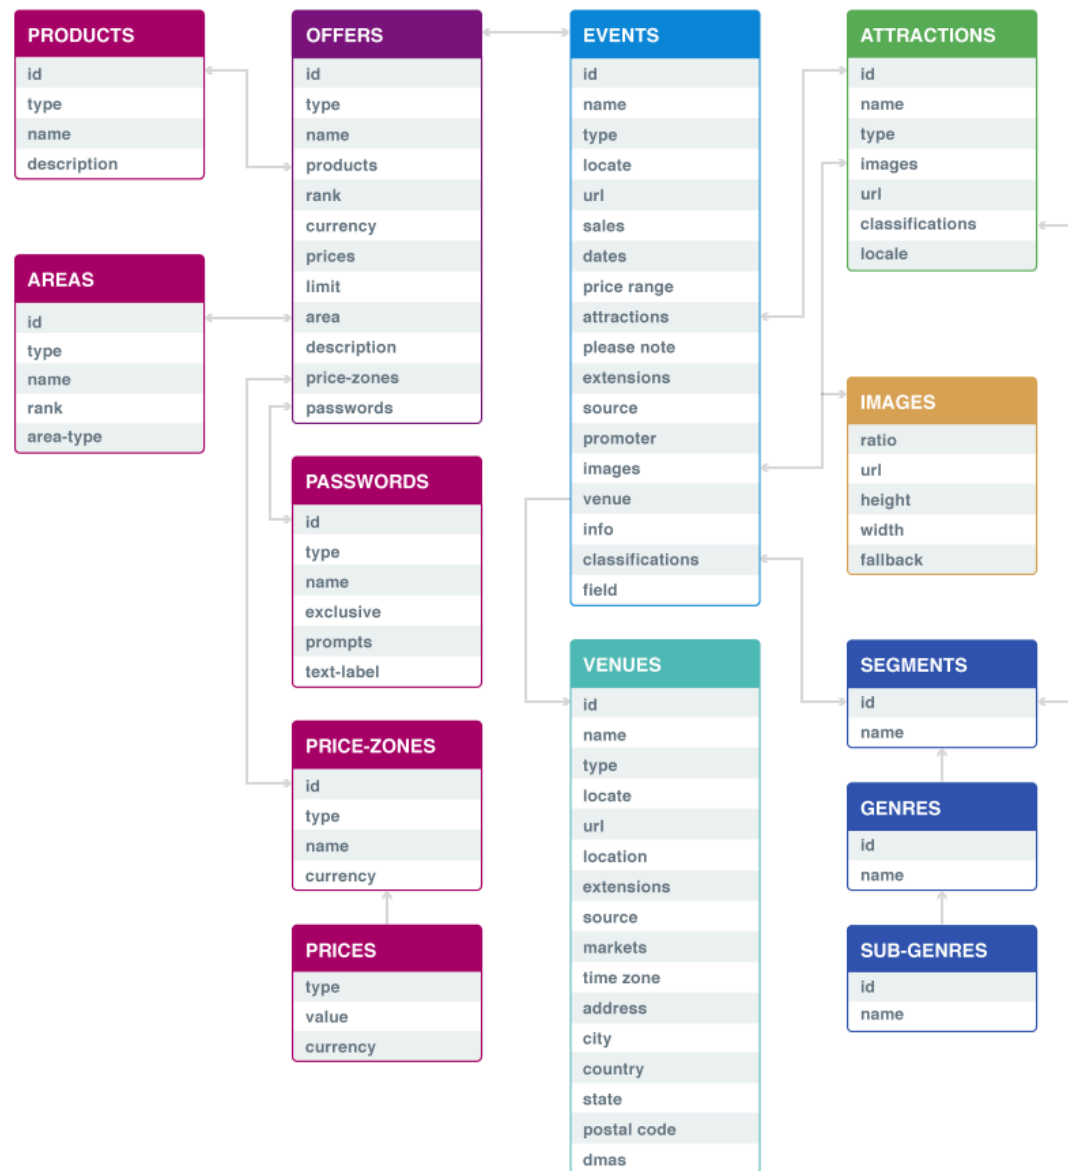 PRODUCTS
id
type
name
description
AREAS
id
type
name
rank
area-type
OFFERS
id
type
name
products
rank
currency
prices
limit
area
description
price-zones
passwords
PASSWORDS
id
type
name
exclusive
prompts
text-label
PRICE-ZONES
id
type
name
currency
PRICES
type
value
currency
EVENTS
id
name
type
locate
url
sales
dates
price range
attractions
please note
extensions
source
promoter
images
venue
info
classifications
field
VENUES
id
name
type
locate
url
location
extensions
source
markets
time zone
address
city
country
state
postal code
dmas
ATTRACTIONS
id
name
type
images
url
classifications
locale
IMAGES
ratio
url
height
width
fallback
SEGMENTS
id
name
GENRES
id
name
SUB-GENRES
id
name